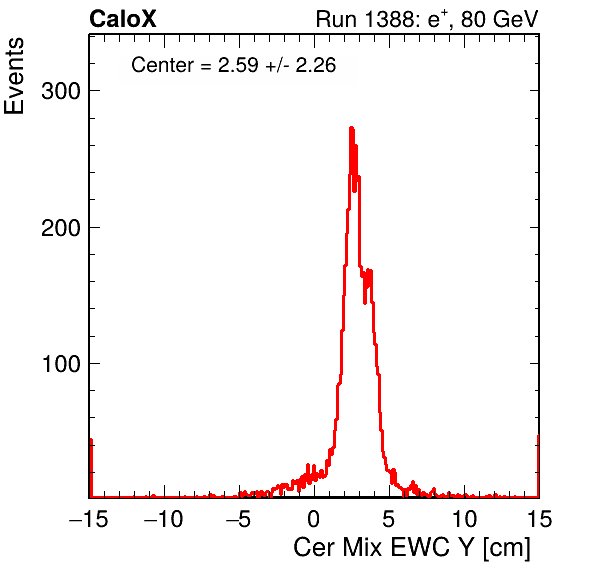 CaloX
Run 1388: e+, 80 GeV
Center = 2.59 +/- 2.26
Events
300
200
100
−15 −10 −5 0 5 10 15
Cer Mix EWC Y [cm]